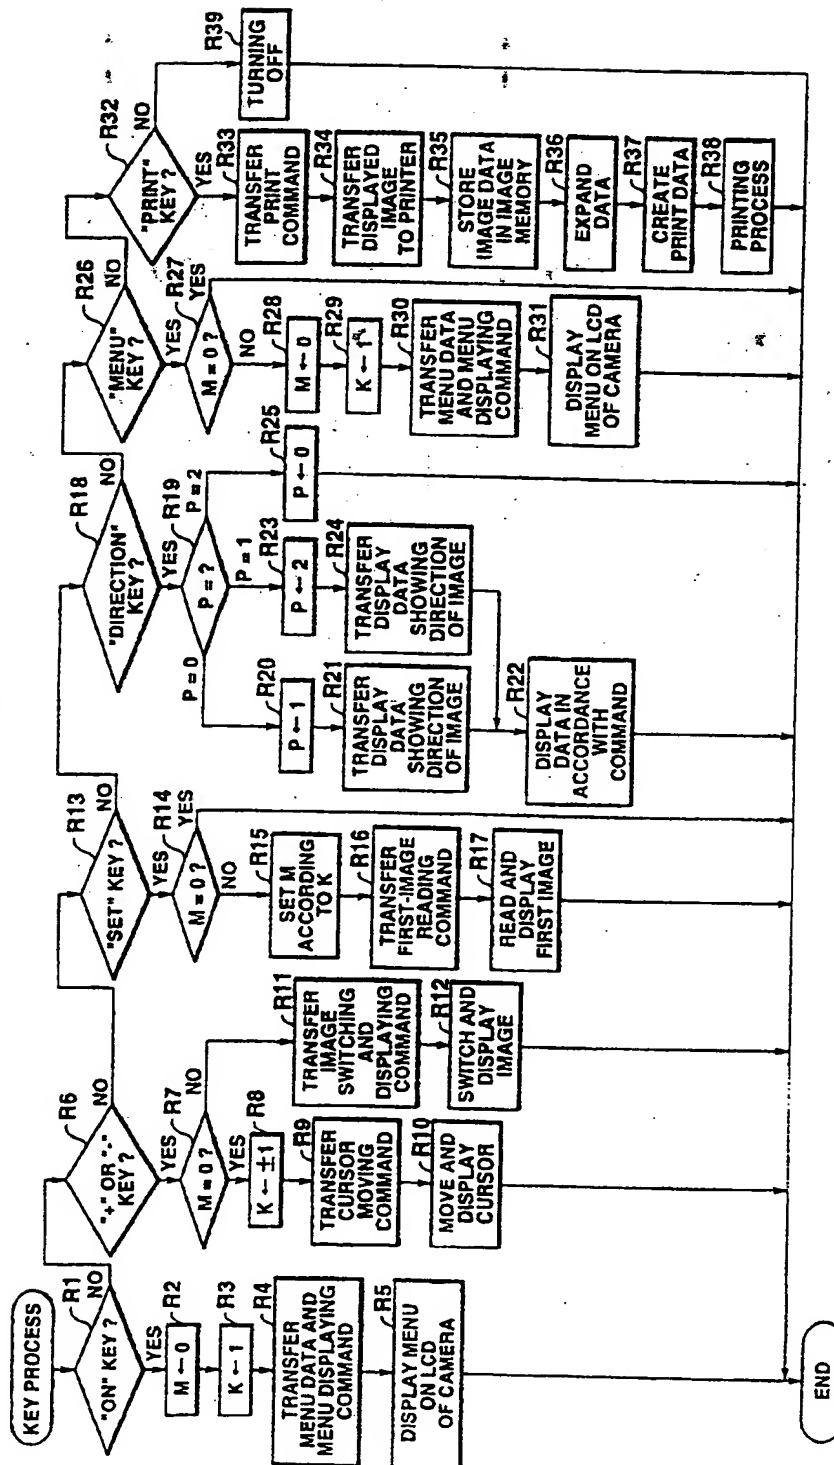 KEY PROCESS
R1
"ON" KEY ?
NO
YES
R2
M ← 0
R3
K ← 1
R4
TRANSFER
MENU DATA AND
MENU DISPLAYING
COMMAND
R5
DISPLAY MENU
ON LCD
OF CAMERA
R6
"+" OR "-"
KEY ?
NO
YES
R7
M = 0 ?
NO
YES
R8
K ← ±1
R9
TRANSFER
CURSOR
MOVING
COMMAND
R10
MOVE AND
DISPLAY
CURSOR
R11
TRANSFER
IMAGE
SWITCHING
AND
DISPLAYING
COMMAND
R12
SWITCH AND
DISPLAY
IMAGE
R13
"SET" KEY ?
NO
YES
R14
M = 0 ?
YES
NO
R15
SET M
ACCORDING
TO K
R16
TRANSFER
FIRST-IMAGE
READING
COMMAND
R17
READ AND
DISPLAY
FIRST IMAGE
R18
"DIRECTION"
KEY ?
NO
YES
R19
P = ?
P = 0
P = 1
P = 2
R20
P ← 1
R21
TRANSFER
DISPLAY
DATA
SHOWING
DIRECTION
OF IMAGE
R22
DISPLAY
DATA IN
ACCORDANCE
WITH
COMMAND
R23
P ← 2
R24
TRANSFER
DISPLAY
DATA
SHOWING
DIRECTION
OF IMAGE
R25
P ← 0
R26
"MENU"
KEY ?
NO
YES
R27
M = 0 ?
YES
NO
R28
M ← 0
R29
K ← 1
R30
TRANSFER
MENU DATA
AND MENU
DISPLAYING
COMMAND
R31
DISPLAY
MENU ON LCD
OF CAMERA
R32
"PRINT"
KEY ?
NO
YES
R33
TRANSFER
PRINT
COMMAND
R34
TRANSFER
DISPLAYED
IMAGE
TO PRINTER
R35
STORE
IMAGE DATA
IN IMAGE
MEMORY
R36
EXPAND
DATA
R37
CREATE
PRINT DATA
R38
PRINTING
PROCESS
R39
TURNING
OFF
END